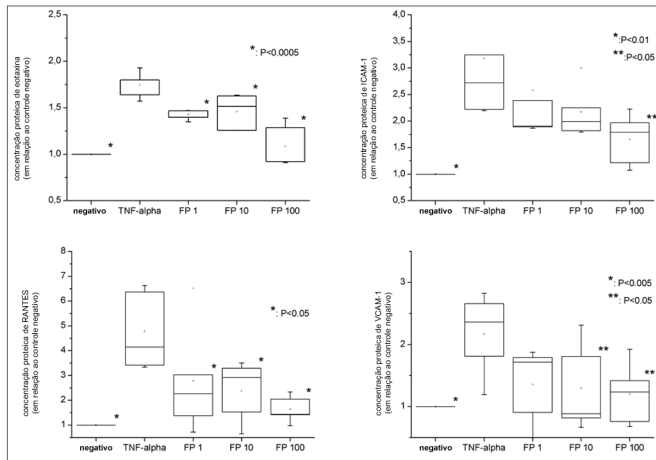 concentração proteica de eotaxina
(em relação ao controle negativo)
2,0
1,5
1,0
0,5
*: P<0.0005
*
*
*
*
negativo
TNF-alpha
FP 1
FP 10
FP 100
concentração proteica de ICAM-1
(em relação ao controle negativo)
4,0
3,5
3,0
2,5
2,0
1,5
1,0
0,5
*:P<0.01
**:P<0.05
*
**
negativo
TNF-alpha
FP 1
FP 10
FP 100
concentração proteica de RANTES
(em relação ao controle negativo)
8
7
6
5
4
3
2
1
*:P<0.05
*
*
*
*
negativo
TNF-alpha
FP 1
FP 10
FP 100
concentração proteica de VCAM-1
(em relação ao controle negativo)
3
2
1
*: P<0.005
**: P<0.05
*
**
**
negativo
TNF-alpha
FP 1
FP 10
FP 100